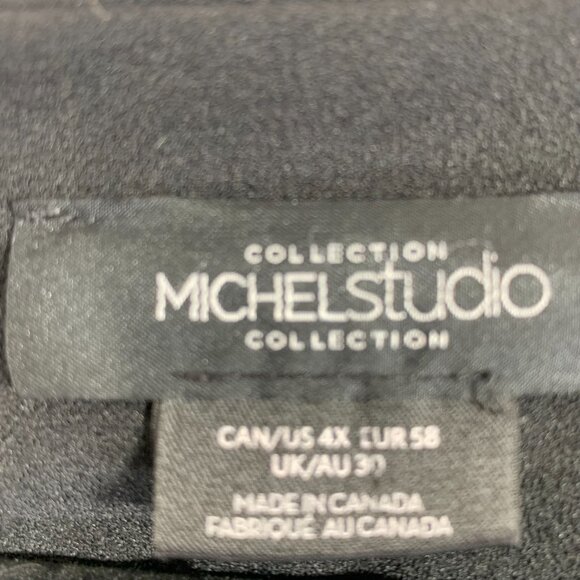 COLLECTION
MICHELstudio
COLLECTION
CAN/US 4X EUR 58
UK/AU 30
MADE IN CANADA
FABRIQUÉ AU CANADA